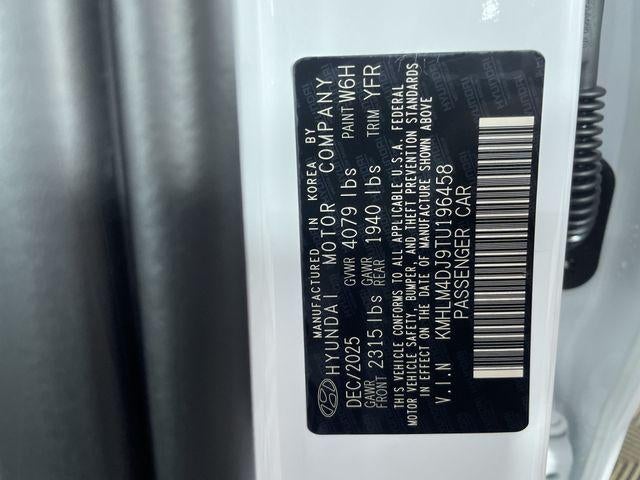 MANUFACTURED IN KOREA BY
HYUNDAI MOTOR COMPANY
DEC/2025 GVWR 4079 lbs PAINT W6H
GAWR FRONT 2315 lbs GAWR REAR 1940 lbs TRIM YFR
THIS VEHICLE CONFORMS TO ALL APPLICABLE U.S.A. FEDERAL
MOTOR VEHICLE SAFETY, BUMPER, AND THEFT PREVENTION STANDARDS
IN EFFECT ON THE DATE OF MANUFACTURE SHOWN ABOVE
V.I.N KMHLM4DJ9TU196458
PASSENGER CAR